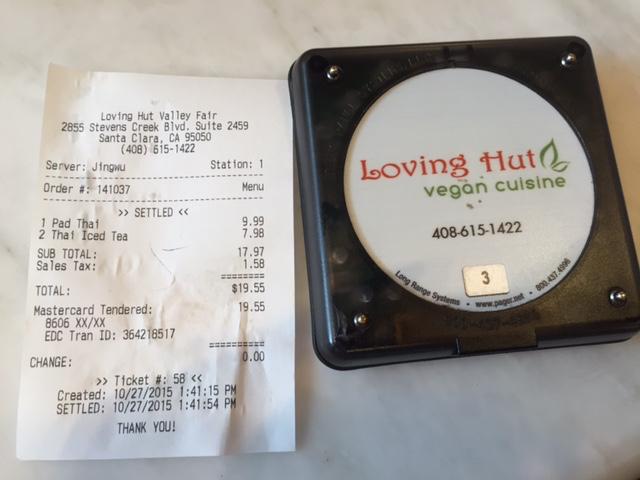 Loving Hut Valley Fair
2855 Stevens Creek Blvd. Suite 2459
Santa Clara, CA 95050
(408) 615-1422
Server: Jingwu Station: 1
Order #: 141037 Menu
>> SETTLED <<
1 Pad Thai 9.99
2 Thai Iced Tea 7.98
SUB TOTAL: 17.97
Sales Tax: 1.58
========
TOTAL: $19.55
Mastercard Tendered: 19.55
8606 XX/XX
EDC Tran ID: 364218517
==========
CHANGE: 0.00
>> Ticket #: 58 <<
Created: 10/27/2015 1:41:15 PM
SETTLED: 10/27/2015 1:41:54 PM
THANK YOU!
Loving Hut
vegan cuisine
408-615-1422
3
Long Range Systems • www.pager.net • 800.437.4996